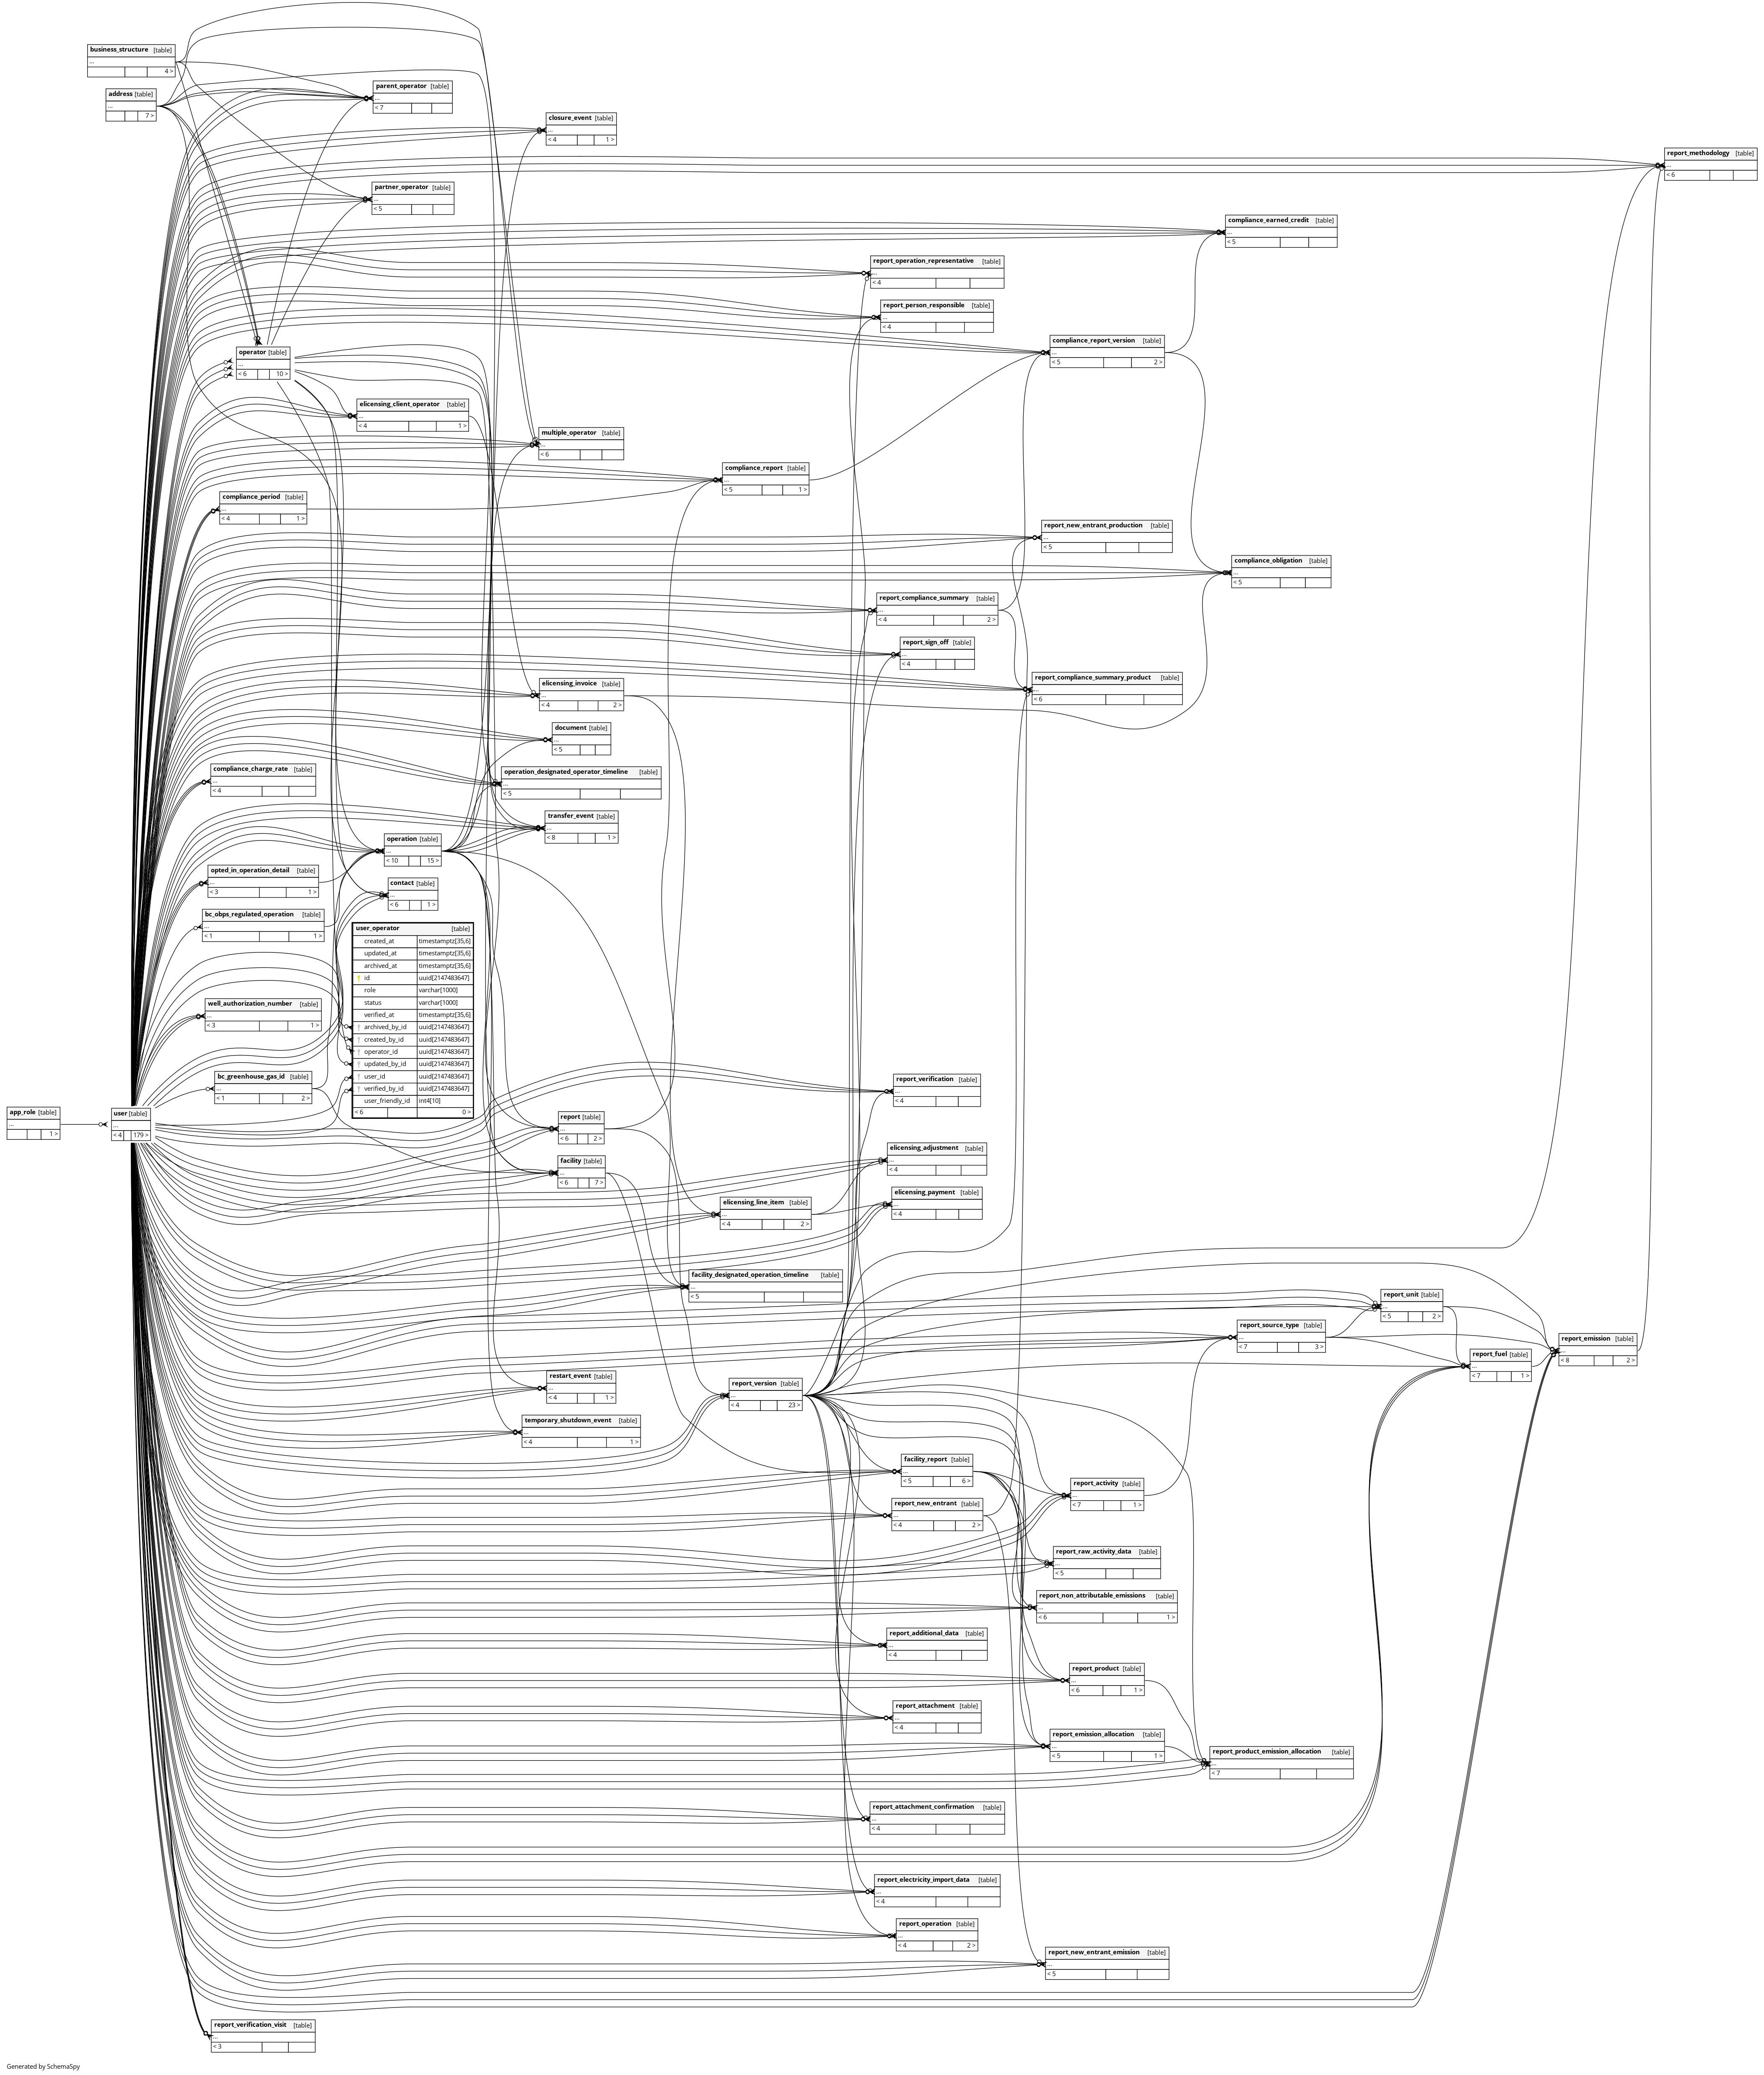 business_structure [table]
...
4 >
address [table]
...
7 >
parent_operator [table]
...
< 7
closure_event [table]
...
< 4 1 >
report_methodology [table]
...
< 6
partner_operator [table]
...
< 5
compliance_earned_credit [table]
...
< 5
report_operation_representative [table]
...
< 4
report_person_responsible [table]
...
< 4
compliance_report_version [table]
...
< 5 2 >
operator [table]
...
< 6 10 >
elicensing_client_operator [table]
...
< 4 1 >
multiple_operator [table]
...
< 6
compliance_report [table]
...
< 5 1 >
compliance_period [table]
...
< 4 1 >
report_new_entrant_production [table]
...
< 5
compliance_obligation [table]
...
< 5
report_compliance_summary [table]
...
< 4 2 >
report_sign_off [table]
...
< 4
report_compliance_summary_product [table]
...
< 6
elicensing_invoice [table]
...
< 4 2 >
document [table]
...
< 5
compliance_charge_rate [table]
...
< 4
operation_designated_operator_timeline [table]
...
< 5
transfer_event [table]
...
< 8 1 >
operation [table]
...
< 10 15 >
opted_in_operation_detail [table]
...
< 3 1 >
contact [table]
...
< 6 1 >
bc_obps_regulated_operation [table]
...
< 1 1 >
user_operator [table]
created_at timestamptz[35,6]
updated_at timestamptz[35,6]
archived_at timestamptz[35,6]
id uuid[2147483647]
role varchar[1000]
status varchar[1000]
verified_at timestamptz[35,6]
archived_by_id uuid[2147483647]
created_by_id uuid[2147483647]
operator_id uuid[2147483647]
updated_by_id uuid[2147483647]
user_id uuid[2147483647]
verified_by_id uuid[2147483647]
user_friendly_id int4[10]
< 6 0 >
well_authorization_number [table]
...
< 3 1 >
bc_greenhouse_gas_id [table]
...
< 1 2 >
report_verification [table]
...
< 4
app_role [table]
...
1 >
user [table]
...
< 4 179 >
report [table]
...
< 6 2 >
elicensing_adjustment [table]
...
< 4
facility [table]
...
< 6 7 >
elicensing_payment [table]
...
< 4
elicensing_line_item [table]
...
< 4 2 >
facility_designated_operation_timeline [table]
...
< 5
report_unit [table]
...
< 5 2 >
report_source_type [table]
...
< 7 3 >
report_emission [table]
...
< 8 2 >
report_fuel [table]
...
< 7 1 >
restart_event [table]
...
< 4 1 >
report_version [table]
...
< 4 23 >
temporary_shutdown_event [table]
...
< 4 1 >
facility_report [table]
...
< 5 6 >
report_activity [table]
...
< 7 1 >
report_new_entrant [table]
...
< 4 2 >
report_raw_activity_data [table]
...
< 5
report_non_attributable_emissions [table]
...
< 6 1 >
report_additional_data [table]
...
< 4
report_product [table]
...
< 6 1 >
report_attachment [table]
...
< 4
report_emission_allocation [table]
...
< 5 1 >
report_product_emission_allocation [table]
...
< 7
report_attachment_confirmation [table]
...
< 4
report_electricity_import_data [table]
...
< 4
report_operation [table]
...
< 4 2 >
report_new_entrant_emission [table]
...
< 5
report_verification_visit [table]
...
< 3
Generated by SchemaSpy